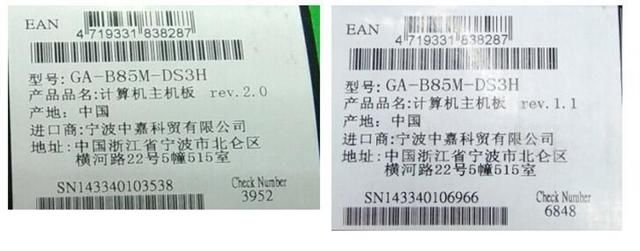 EAN
4 719331 838287
型号: GA-B85M-DS3H
产品品名:计算机主机板 rev.2.0
产地: 中国
进口商:宁波中嘉科贸有限公司
地址: 中国浙江省宁波市北仑区
横河路22号5幢515室
SN143340103538
Check Number
3952
EAN
4 719331 838287
型号: GA-B85M-DS3H
产品品名:计算机主机板 rev.1.1
产地: 中国
进口商:宁波中嘉科贸有限公司
地址: 中国浙江省宁波市北仑区
横河路22号5幢515室
SN143340106966
Check Number
6848